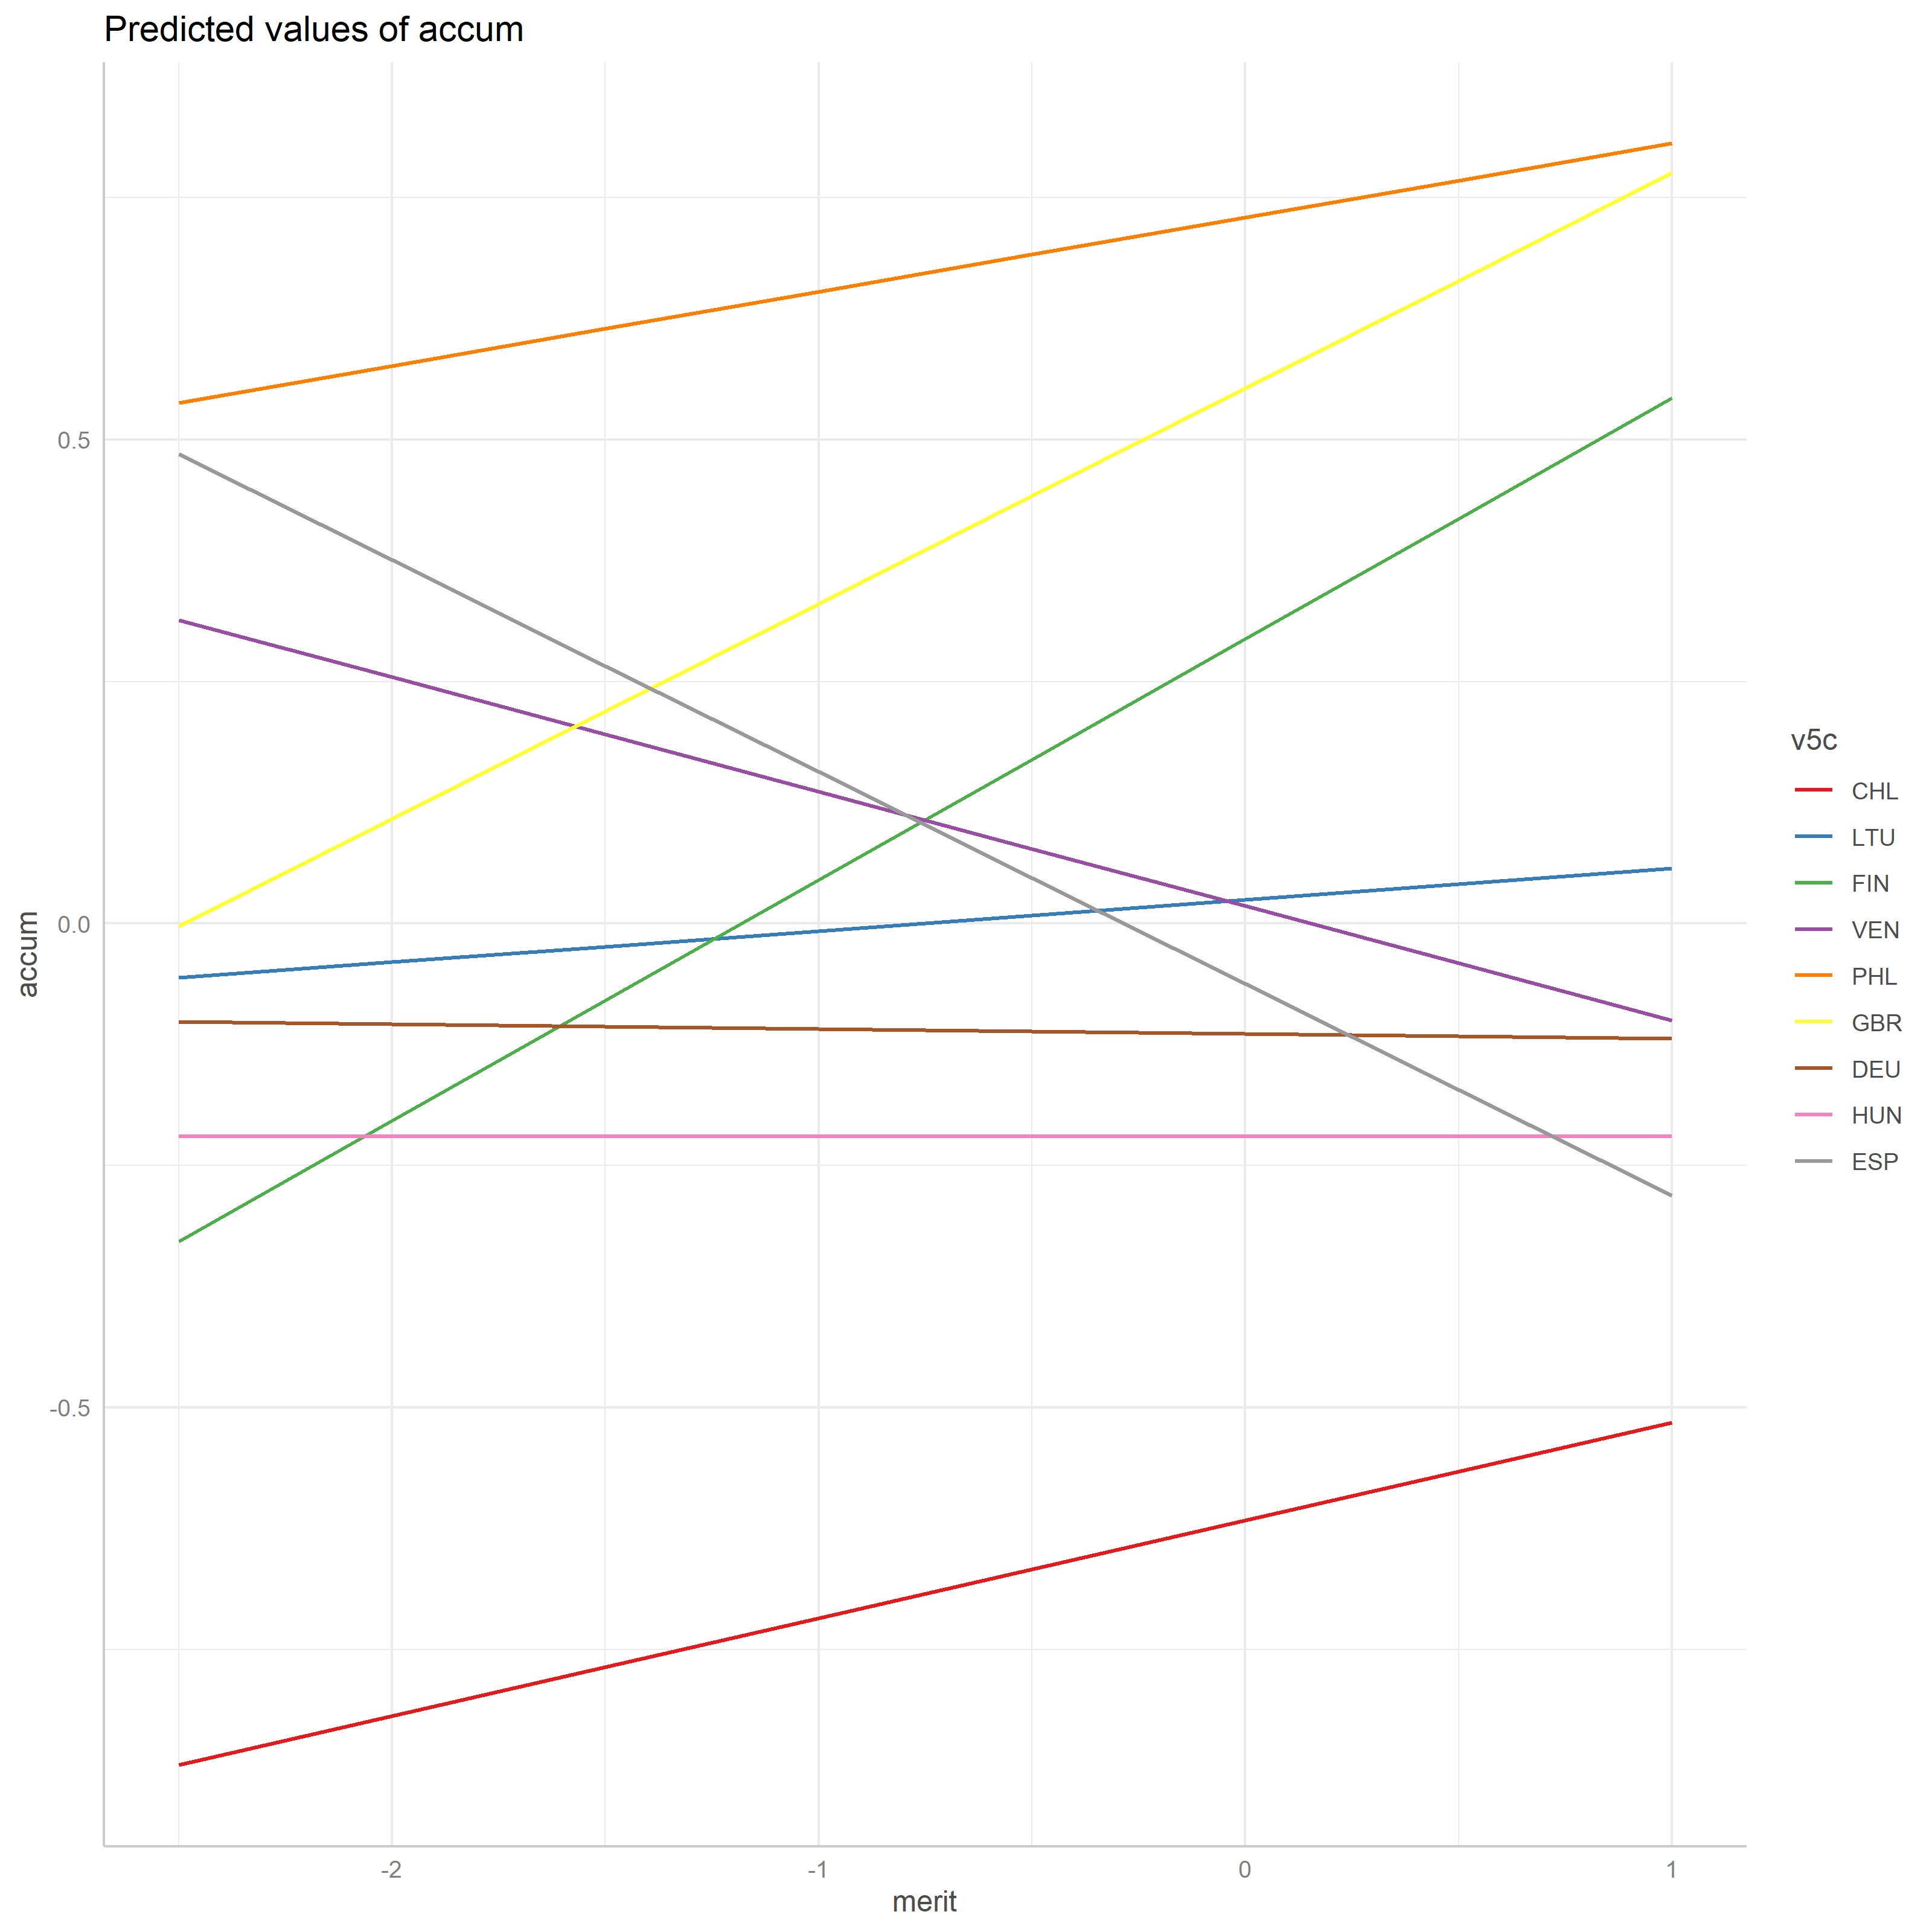 Predicted values of accum
0.5
0.0
-0.5
accum
-2
-1
0
1
merit
v5c
CHL
LTU
FIN
VEN
PHL
GBR
DEU
HUN
ESP